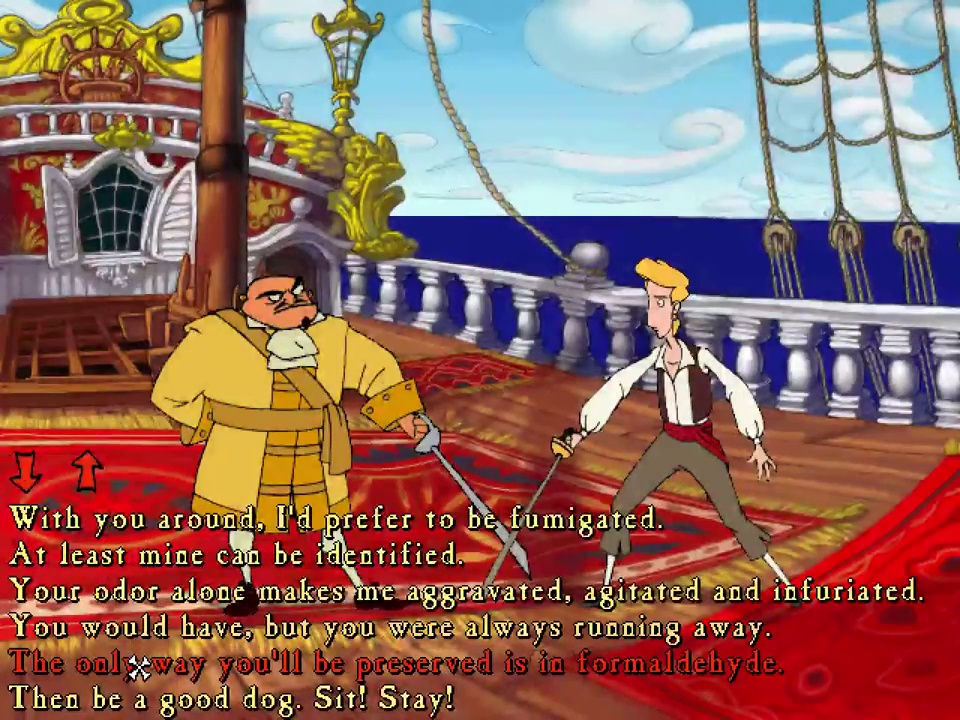 With you around, I'd prefer to be fumigated.
At least mine can be identified.
Your odor alone makes me aggravated, agitated and infuriated.
You would have, but you were always running away.
The only way you'll be preserved is in formaldehyde.
Then be a good dog. Sit! Stay!